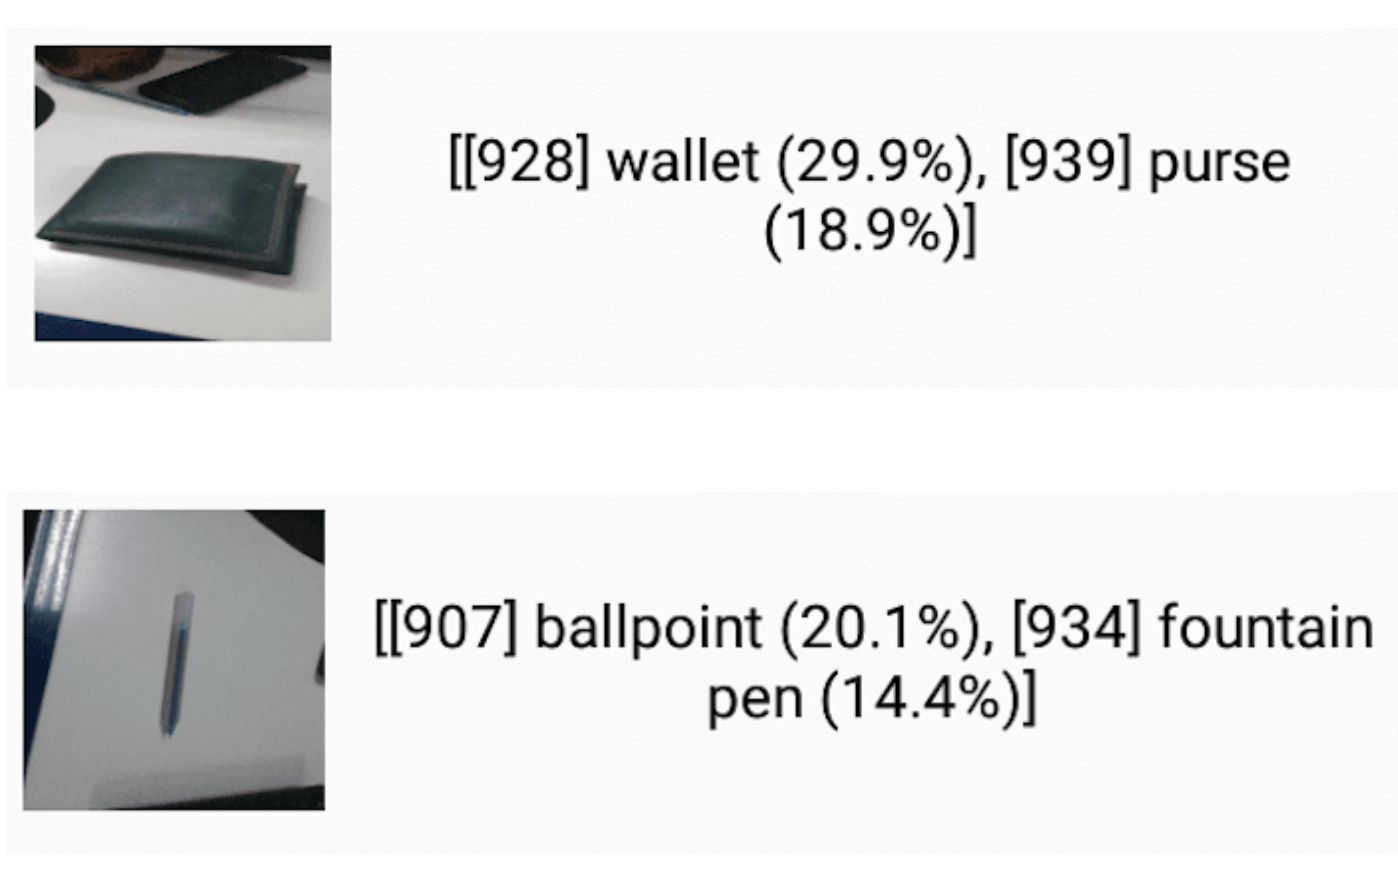 [[928] wallet (29.9%), [939] purse
(18.9%)]
[[907] ballpoint (20.1%), [934] fountain
pen (14.4%)]